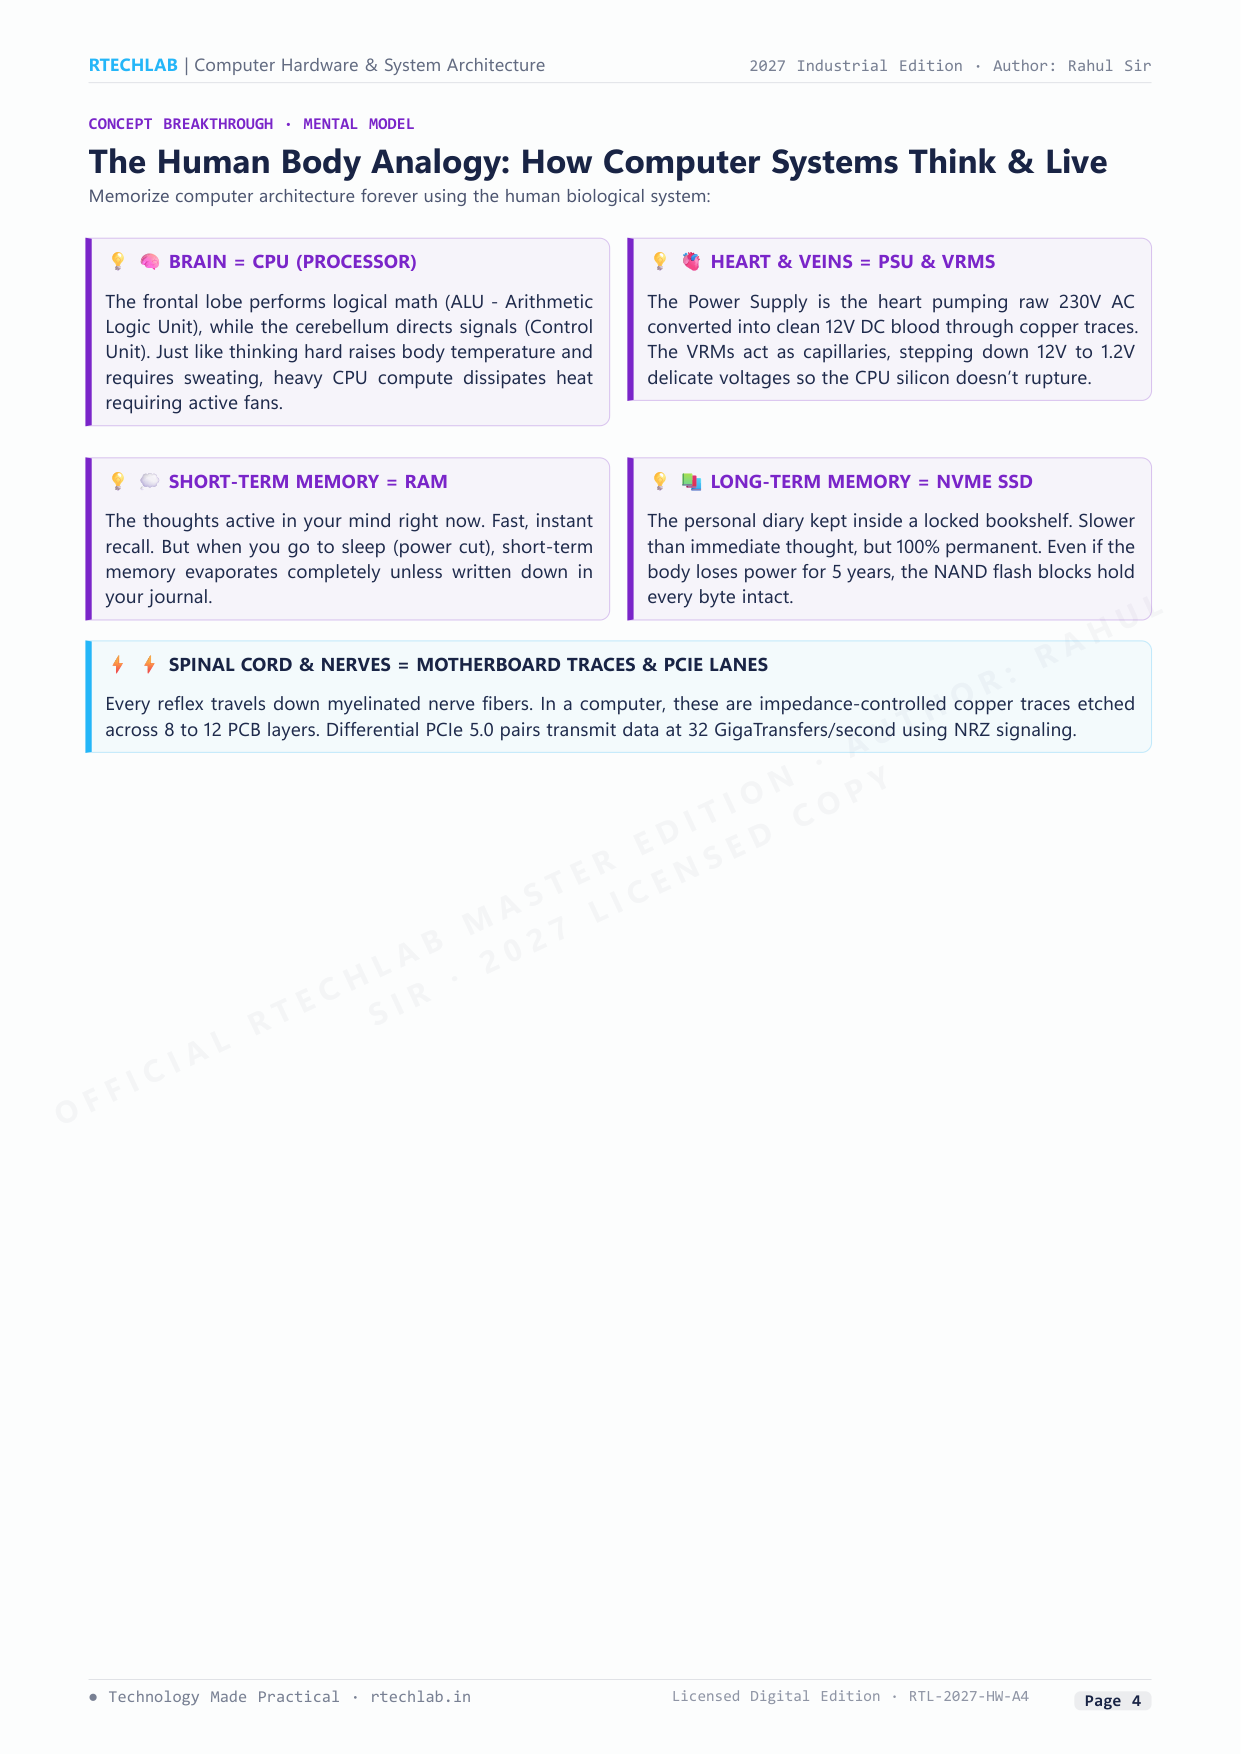 RTECHLAB | Computer Hardware & System Architecture
2027 Industrial Edition · Author: Rahul Sir
CONCEPT BREAKTHROUGH · MENTAL MODEL
The Human Body Analogy: How Computer Systems Think & Live
Memorize computer architecture forever using the human biological system:
💡 🧠 BRAIN = CPU (PROCESSOR)
The frontal lobe performs logical math (ALU - Arithmetic
Logic Unit), while the cerebellum directs signals (Control
Unit). Just like thinking hard raises body temperature and
requires sweating, heavy CPU compute dissipates heat
requiring active fans.
💡 🫀 HEART & VEINS = PSU & VRMS
The Power Supply is the heart pumping raw 230V AC
converted into clean 12V DC blood through copper traces.
The VRMs act as capillaries, stepping down 12V to 1.2V
delicate voltages so the CPU silicon doesn’t rupture.
💡 💭 SHORT-TERM MEMORY = RAM
The thoughts active in your mind right now. Fast, instant
recall. But when you go to sleep (power cut), short-term
memory evaporates completely unless written down in
your journal.
💡 📚 LONG-TERM MEMORY = NVME SSD
The personal diary kept inside a locked bookshelf. Slower
than immediate thought, but 100% permanent. Even if the
body loses power for 5 years, the NAND flash blocks hold
every byte intact.
⚡ ⚡ SPINAL CORD & NERVES = MOTHERBOARD TRACES & PCIE LANES
Every reflex travels down myelinated nerve fibers. In a computer, these are impedance-controlled copper traces etched
across 8 to 12 PCB layers. Differential PCIe 5.0 pairs transmit data at 32 GigaTransfers/second using NRZ signaling.
OFFICIAL RTECHLAB MASTER EDITION · AUTHOR: RAHUL
SIR · 2027 LICENSED COPY
● Technology Made Practical · rtechlab.in
Licensed Digital Edition · RTL-2027-HW-A4
Page 4